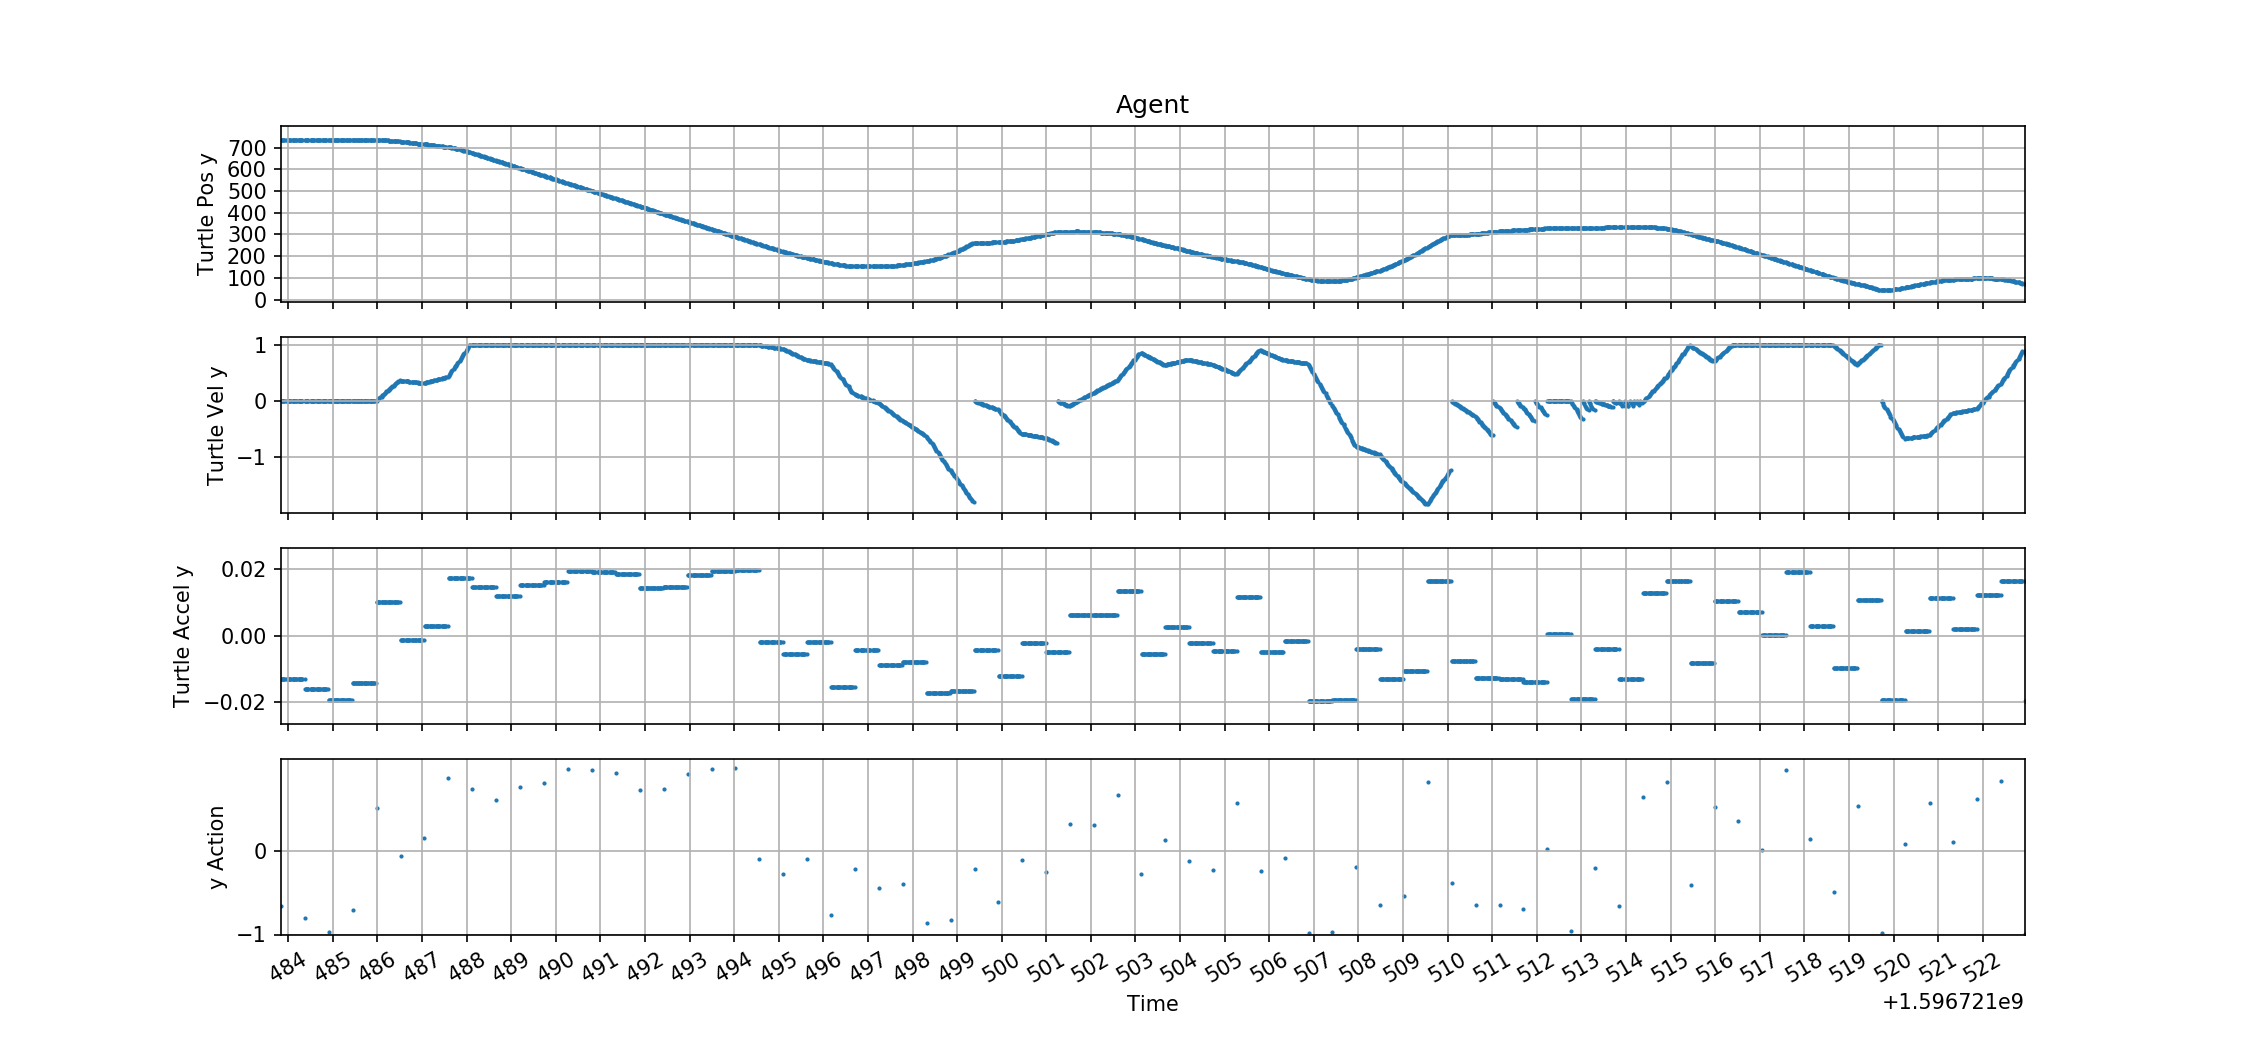 Agent
Turtle Pos y
700
600
500
400
300
200
100
0
Turtle Vel y
1
0
−1
Turtle Accel y
0.02
0.00
−0.02
y Action
0
−1
484 485 486 487 488 489 490 491 492 493 494 495 496 497 498 499 500 501 502 503 504 505 506 507 508 509 510 511 512 513 514 515 516 517 518 519 520 521 522
Time
+1.596721e9